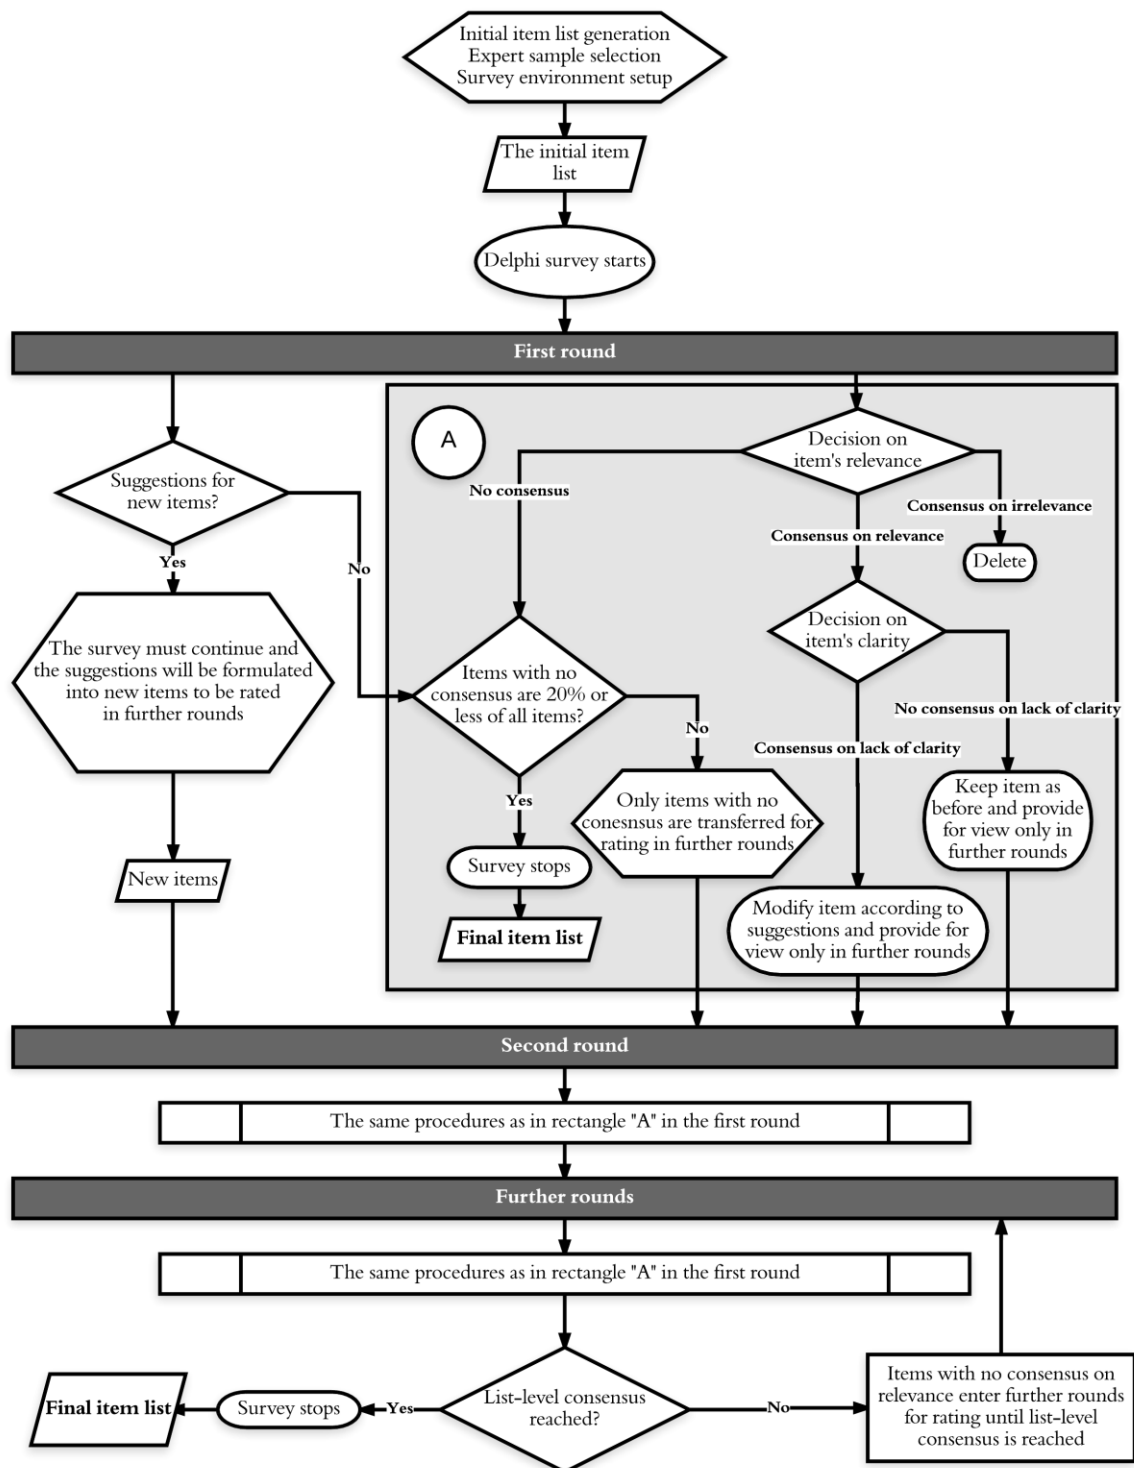 Initial item list generation
Expert sample selection
Survey environment setup
The initial item
list
Delphi survey starts
First round
A
Decision on
item's relevance
Suggestions for
new items?
No consensus
Consensus on irrelevance
Consensus on relevance
Delete
Yes
No
Decision on
item's clarity
The survey must continue and
the suggestions will be formulated
into new items to be rated
in further rounds
Items with no
consensus are 20% or
less of all items?
No consensus on lack of clarity
No
Consensus on lack of clarity
Yes
Only items with no
conesnsus are transferred for
rating in further rounds
Keep item as
before and provide
for view only in
further rounds
Survey stops
New items
Modify item according to
suggestions and provide for
view only in further rounds
Final item list
Second round
The same procedures as in rectangle "A" in the first round
Further rounds
The same procedures as in rectangle "A" in the first round
List-level consensus
reached?
Yes
Survey stops
Final item list
No
Items with no consensus on
relevance enter further rounds
for rating until list-level
consensus is reached